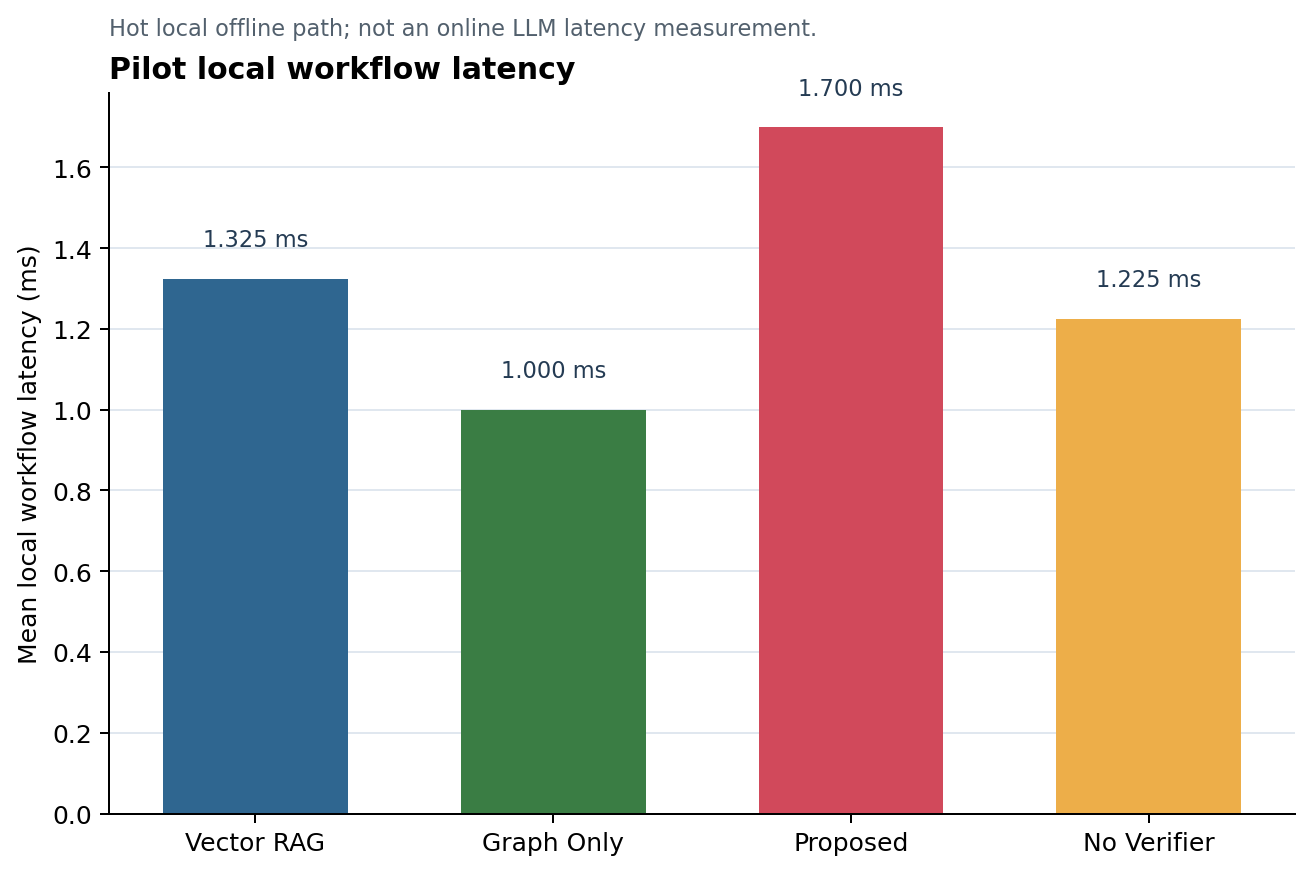 Hot local offline path; not an online LLM latency measurement.
Pilot local workflow latency
Mean local workflow latency (ms)
1.6
1.4
1.2
1.0
0.8
0.6
0.4
0.2
0.0
1.325 ms
1.000 ms
1.700 ms
1.225 ms
Vector RAG
Graph Only
Proposed
No Verifier